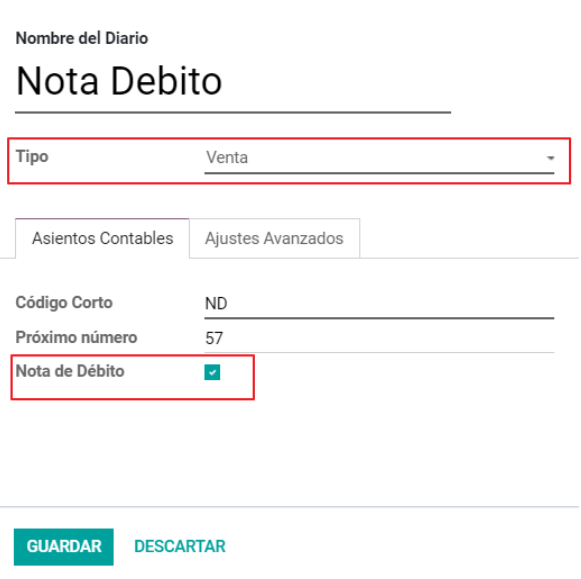 Nombre del Diario
Nota Debito
Tipo Venta
Asientos Contables Ajustes Avanzados
Código Corto ND
Próximo número 57
Nota de Débito
GUARDAR DESCARTAR